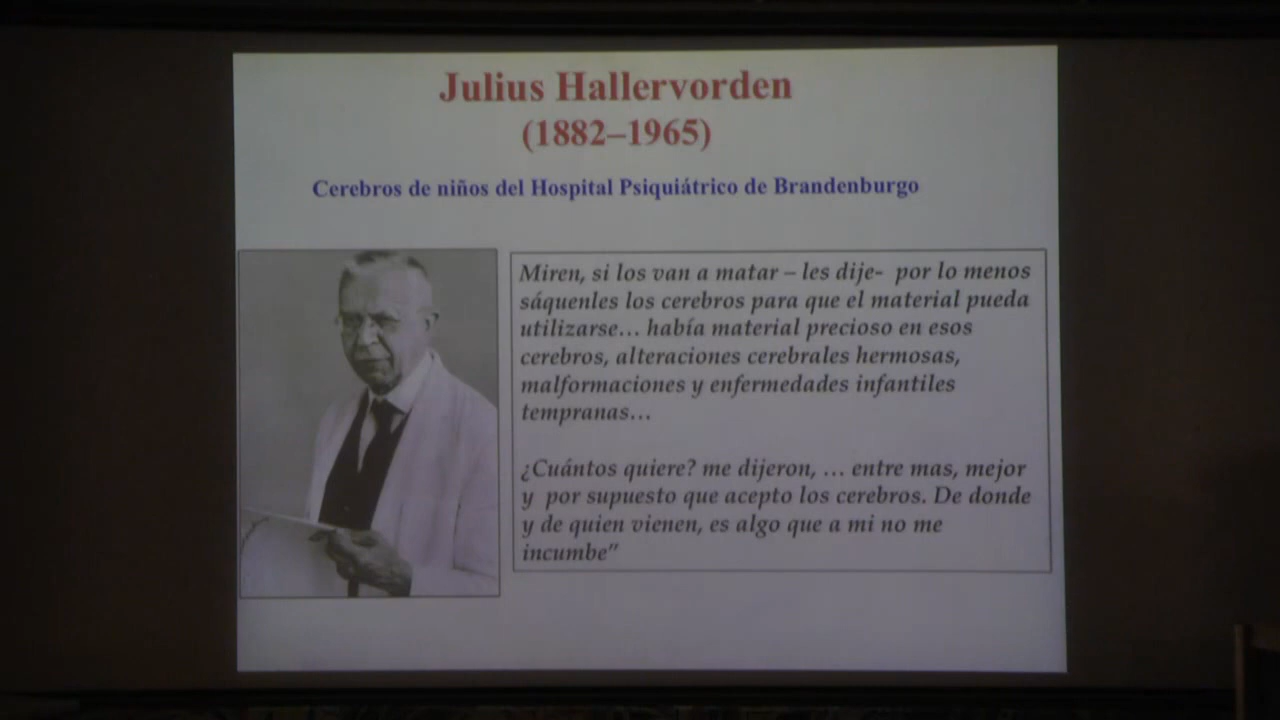 Julius Hallervorden
(1882–1965)
Cerebros de niños del Hospital Psiquiátrico de Brandenburgo
Miren, si los van a matar – les dije-  por lo menos
sáquenles los cerebros para que el material pueda
utilizarse… había material precioso en esos
cerebros, alteraciones cerebrales hermosas,
malformaciones y enfermedades infantiles
tempranas…
¿Cuántos quiere? me dijeron, … entre mas, mejor
y  por supuesto que acepto los cerebros. De donde
y de quien vienen, es algo que a mi no me
incumbe”